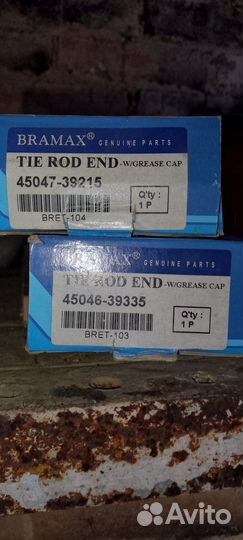 BRAMAX® GENUINE PARTS
TIE ROD END -W/GREASE CAP
45047-39215
Q'ty :
1 P
BRET-104
BRAMAX® GENUINE PARTS
TIE ROD END -W/GREASE CAP
45046-39335
Q'ty :
1 P
BRET-103
Avito